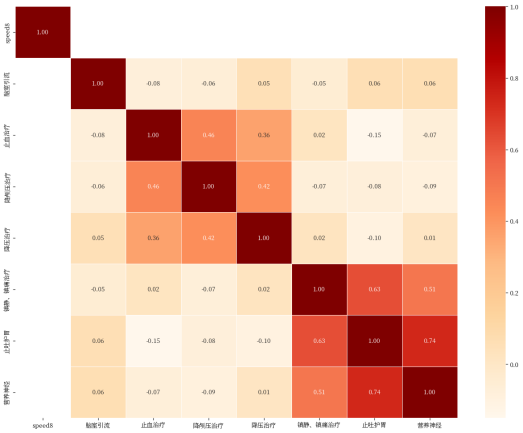 1.00
1.00 -0.08 -0.06 0.05 -0.05 0.06 0.06
-0.08 1.00 0.46 0.36 0.02 -0.15 -0.07
-0.06 0.46 1.00 0.42 -0.07 -0.08 -0.09
0.05 0.36 0.42 1.00 0.02 -0.10 0.01
-0.05 0.02 -0.07 0.02 1.00 0.63 0.51
0.06 -0.15 -0.08 -0.10 0.63 1.00 0.74
0.06 -0.07 -0.09 0.01 0.51 0.74 1.00
speed8
脑室引流
止血治疗
降颅压治疗
降压治疗
镇静、镇痛治疗
止吐护胃
营养神经
speed8 脑室引流 止血治疗 降颅压治疗 降压治疗 镇静、镇痛治疗 止吐护胃 营养神经
1.0
0.8
0.6
0.4
0.2
0.0